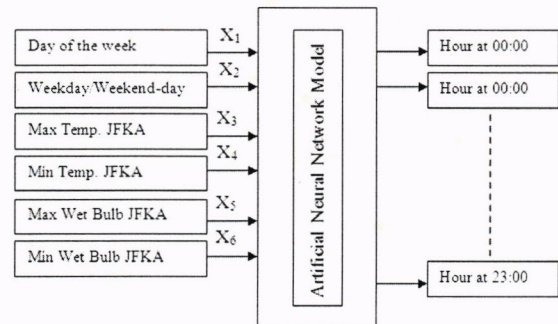 Day of the week
X1
Weekday/Weekend-day
X2
Max Temp. JFKA
X3
Min Temp. JFKA
X4
Max Wet Bulb JFKA
X5
Min Wet Bulb JFKA
X6
Artificial Neural Network Model
Hour at 00:00
Hour at 00:00
Hour at 23:00